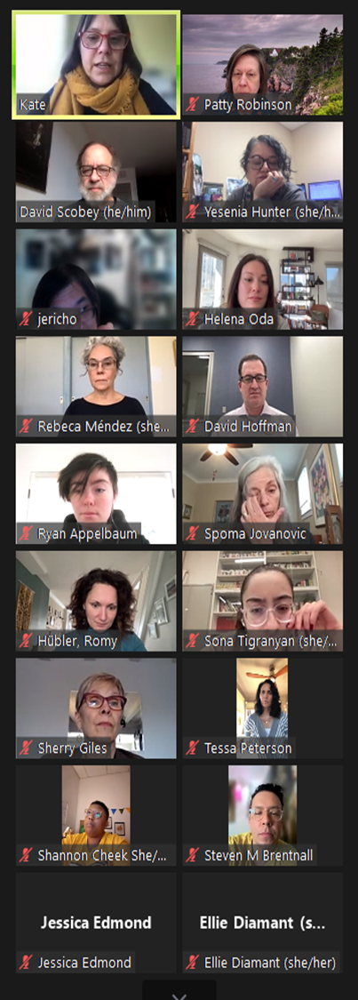 Kate
Patty Robinson
David Scobey (he/him)
Yesenia Hunter (she/h...
jericho
Helena Oda
Rebeca Méndez (she...
David Hoffman
Ryan Appelbaum
Spoma Jovanovic
Hübler, Romy
Sona Tigranyan (she/...
Sherry Giles
Tessa Peterson
Shannon Cheek She/...
Steven M Brentnall
Jessica Edmond
Ellie Diamant (s...
Jessica Edmond
Ellie Diamant (she/her)